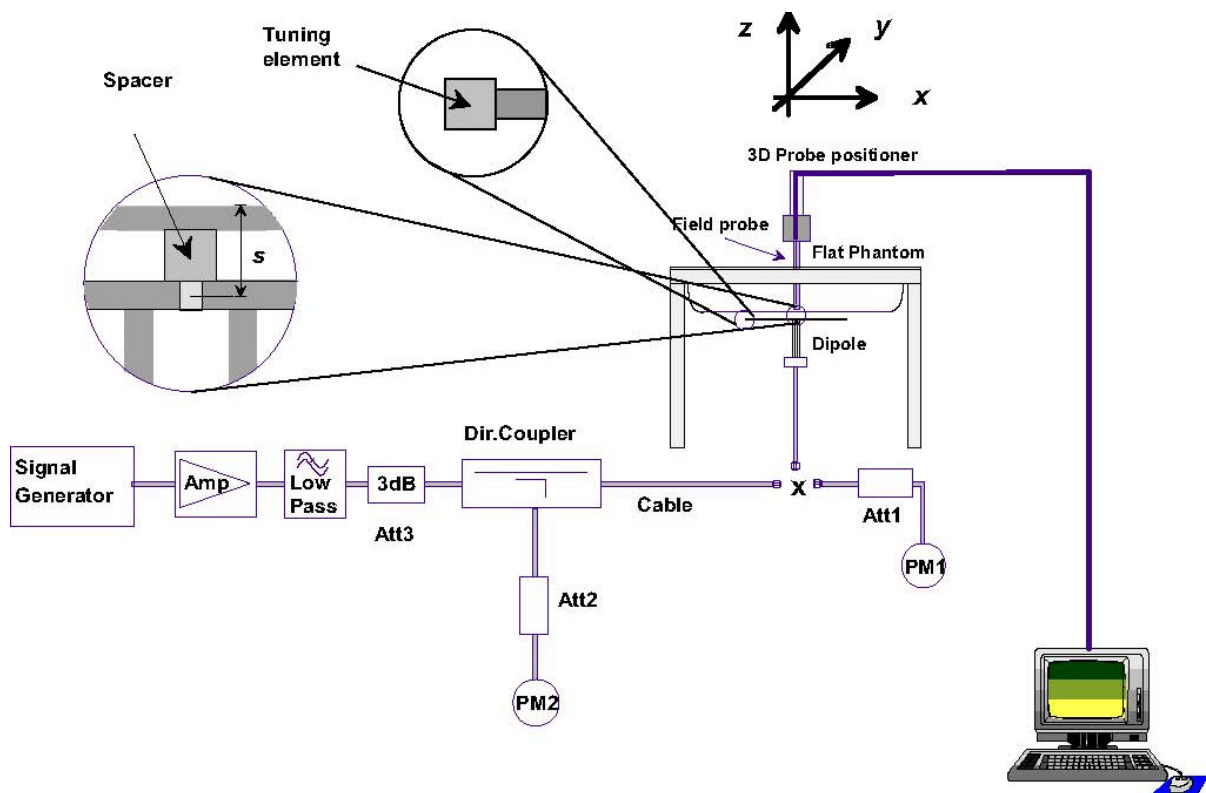 Tuning
element
Spacer
z
y
x
3D Probe positioner
s
Field probe
Flat Phantom
Dipole
Dir.Coupler
Signal
Generator
Amp
Low
Pass
3dB
Att3
Cable
x
Att1
PM1
Att2
PM2